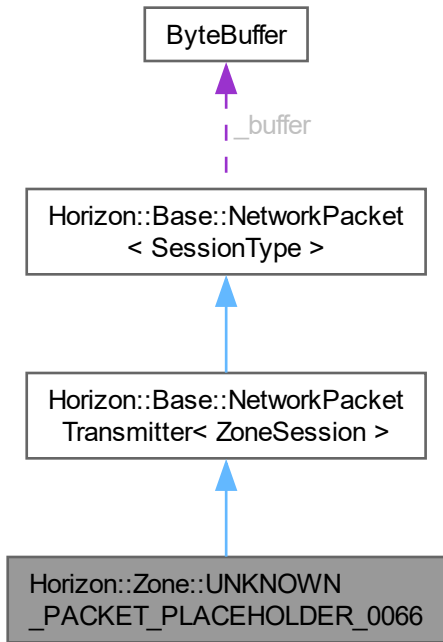 ByteBuffer
_buffer
Horizon::Base::NetworkPacket
< SessionType >
Horizon::Base::NetworkPacket
Transmitter< ZoneSession >
Horizon::Zone::UNKNOWN
_PACKET_PLACEHOLDER_0066